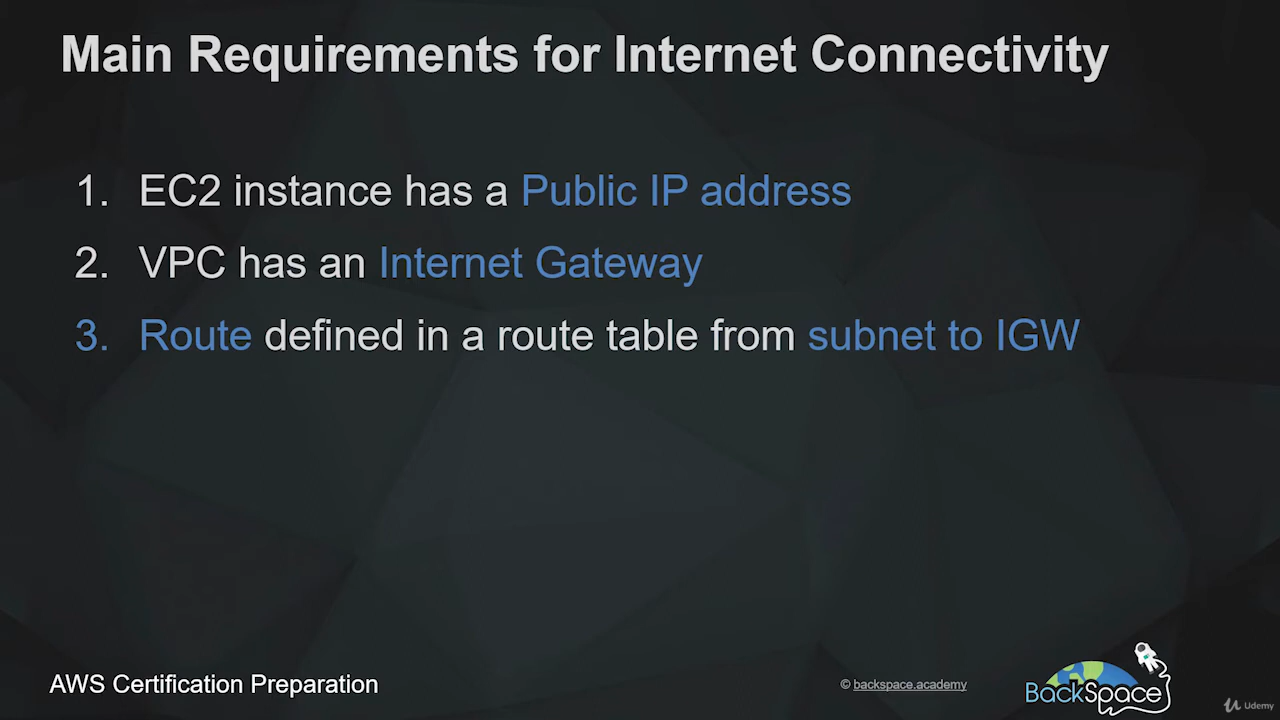 Main Requirements for Internet Connectivity
1. EC2 instance has a Public IP address
2. VPC has an Internet Gateway
3. Route defined in a route table from subnet to IGW
AWS Certification Preparation
© backspace.academy
BackSpace
Udemy